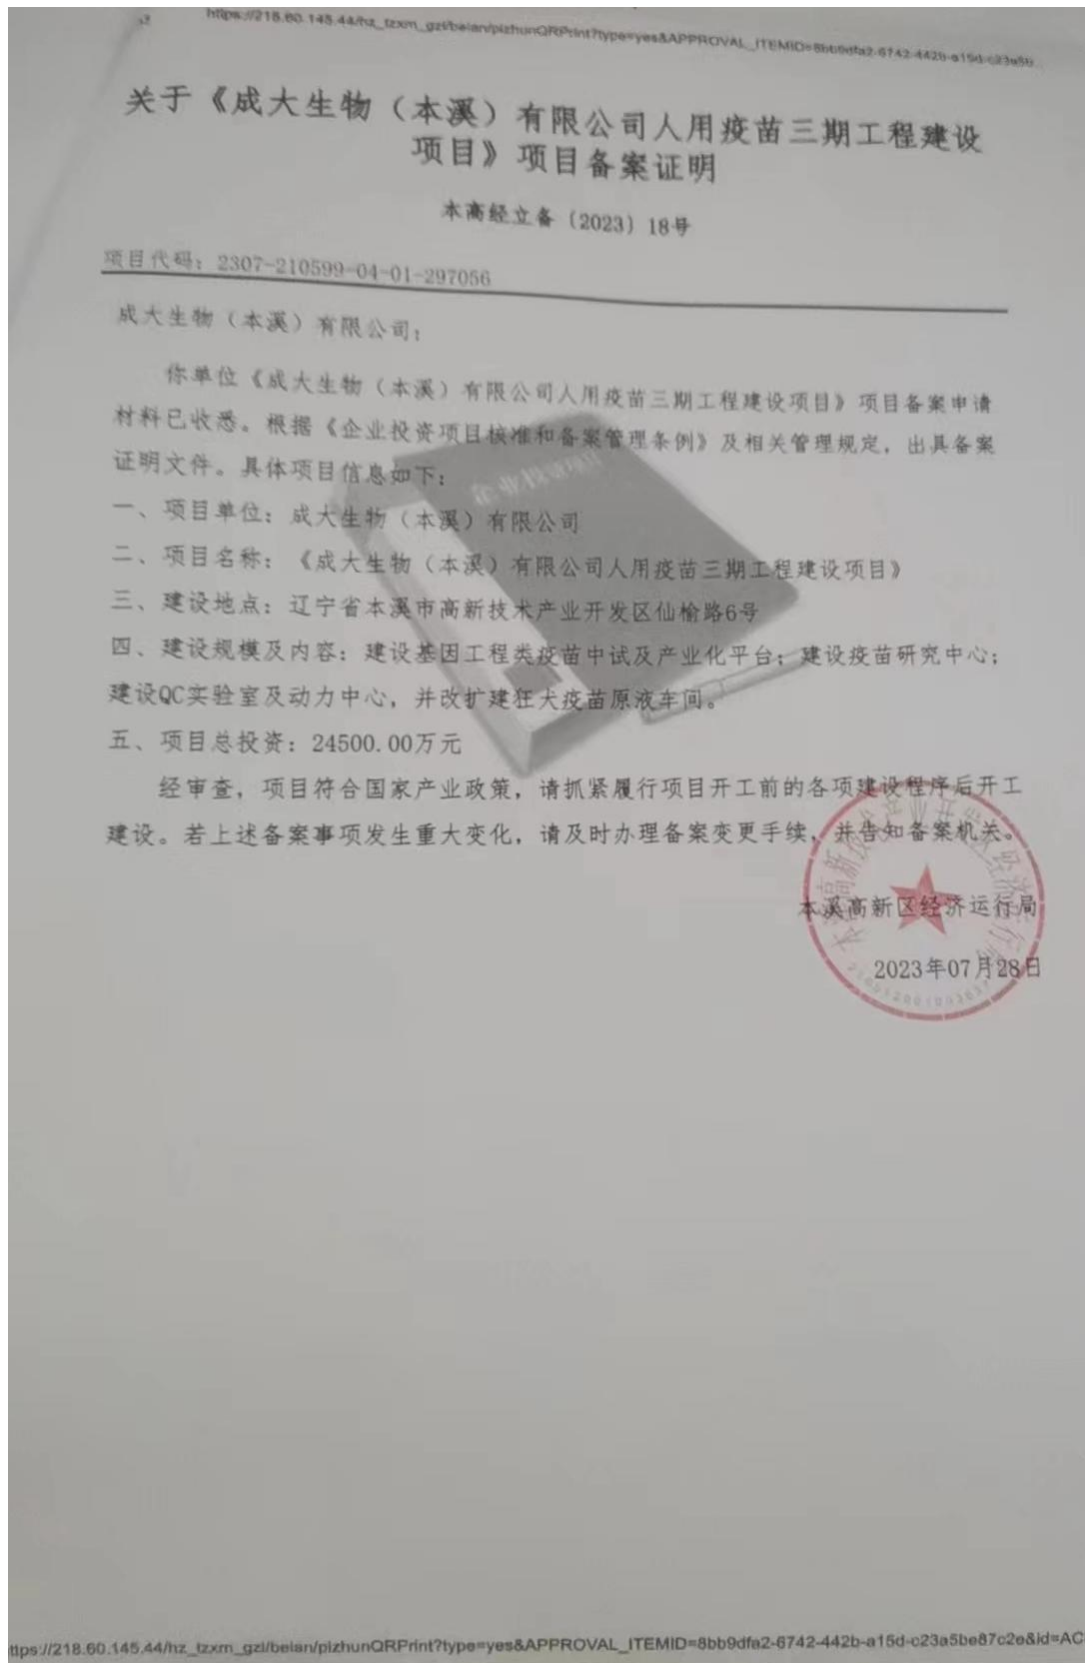 https://218.60.145.44/hz_tzxm_gzl/beian/pizhunQRPrint?type=yes&APPROVAL_ITEMID=8bb9dfa2-6742-442b-a15d-c23a5b...
关于《成大生物（本溪）有限公司人用疫苗三期工程建设
项目》项目备案证明
本高经立备〔2023〕18号
项目代码：2307-210599-04-01-297056
成大生物（本溪）有限公司：
你单位《成大生物（本溪）有限公司人用疫苗三期工程建设项目》项目备案申请
材料已收悉。根据《企业投资项目核准和备案管理条例》及相关管理规定，出具备案
证明文件。具体项目信息如下：
企业投资项目
一、项目单位：成大生物（本溪）有限公司
二、项目名称：《成大生物（本溪）有限公司人用疫苗三期工程建设项目》
三、建设地点：辽宁省本溪市高新技术产业开发区仙榆路6号
四、建设规模及内容：建设基因工程类疫苗中试及产业化平台；建设疫苗研究中心；
建设QC实验室及动力中心，并改扩建狂犬疫苗原液车间。
五、项目总投资：24500.00万元
经审查，项目符合国家产业政策，请抓紧履行项目开工前的各项建设程序后开工
建设。若上述备案事项发生重大变化，请及时办理备案变更手续，并告知备案机关。
本溪高新区经济运行局
2023年07月28日
ttps://218.60.145.44/hz_tzxm_gzl/beian/pizhunQRPrint?type=yes&APPROVAL_ITEMID=8bb9dfa2-6742-442b-a15d-c23a5be87c2e&id=AC